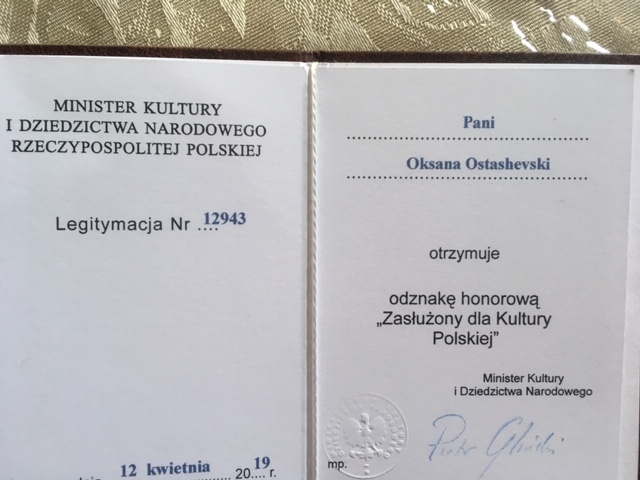 MINISTER KULTURY
I DZIEDZICTWA NARODOWEGO
RZECZYPOSPOLITEJ POLSKIEJ
Legitymacja Nr ....12943
12 kwietnia 2019 r.
Pani
Oksana Ostashevski
otrzymuje
odznakę honorową
„Zasłużony dla Kultury
Polskiej”
Minister Kultury
i Dziedzictwa Narodowego
mp.